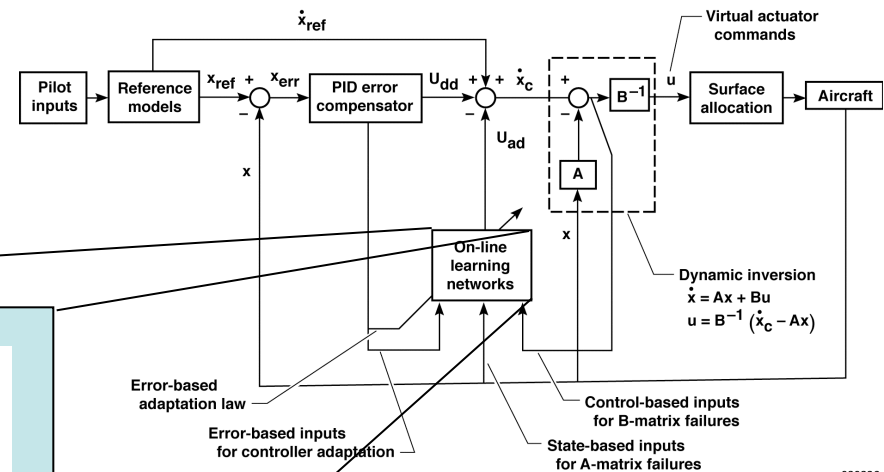 ẋref
Virtual actuator
commands
Pilot
inputs
Reference
models
xref
+
−
xerr
PID error
compensator
Udd
+
+
−
ẋc
+
−
B⁻¹
u
Surface
allocation
Aircraft
Uad
A
x
x
On-line
learning
networks
Dynamic inversion
ẋ = Ax + Bu
u = B⁻¹ (ẋc − Ax)
Error-based
adaptation law
Error-based inputs
for controller adaptation
Control-based inputs
for B-matrix failures
State-based inputs
for A-matrix failures